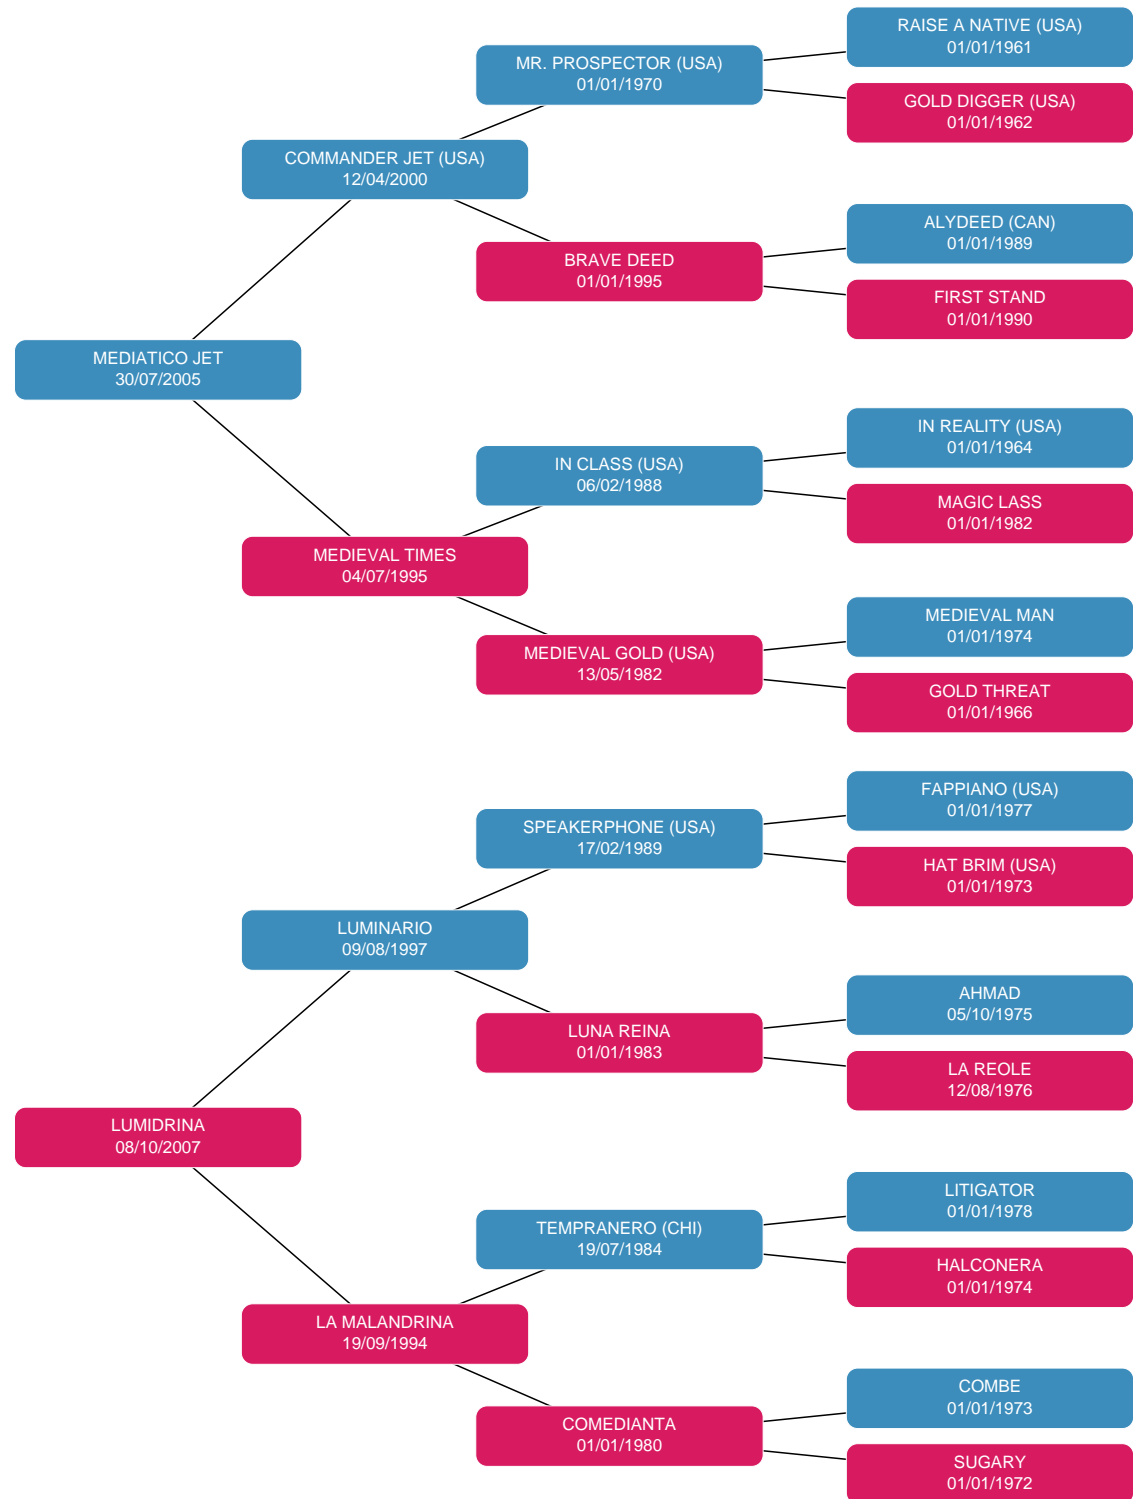 RAISE A NATIVE (USA)
01/01/1961
MR. PROSPECTOR (USA)
01/01/1970
GOLD DIGGER (USA)
01/01/1962
COMMANDER JET (USA)
12/04/2000
ALYDEED (CAN)
01/01/1989
BRAVE DEED
01/01/1995
FIRST STAND
01/01/1990
MEDIATICO JET
30/07/2005
IN REALITY (USA)
01/01/1964
IN CLASS (USA)
06/02/1988
MAGIC LASS
01/01/1982
MEDIEVAL TIMES
04/07/1995
MEDIEVAL MAN
01/01/1974
MEDIEVAL GOLD (USA)
13/05/1982
GOLD THREAT
01/01/1966
FAPPIANO (USA)
01/01/1977
SPEAKERPHONE (USA)
17/02/1989
HAT BRIM (USA)
01/01/1973
LUMINARIO
09/08/1997
AHMAD
05/10/1975
LUNA REINA
01/01/1983
LA REOLE
12/08/1976
LUMIDRINA
08/10/2007
LITIGATOR
01/01/1978
TEMPRANERO (CHI)
19/07/1984
HALCONERA
01/01/1974
LA MALANDRINA
19/09/1994
COMBE
01/01/1973
COMEDIANTA
01/01/1980
SUGARY
01/01/1972